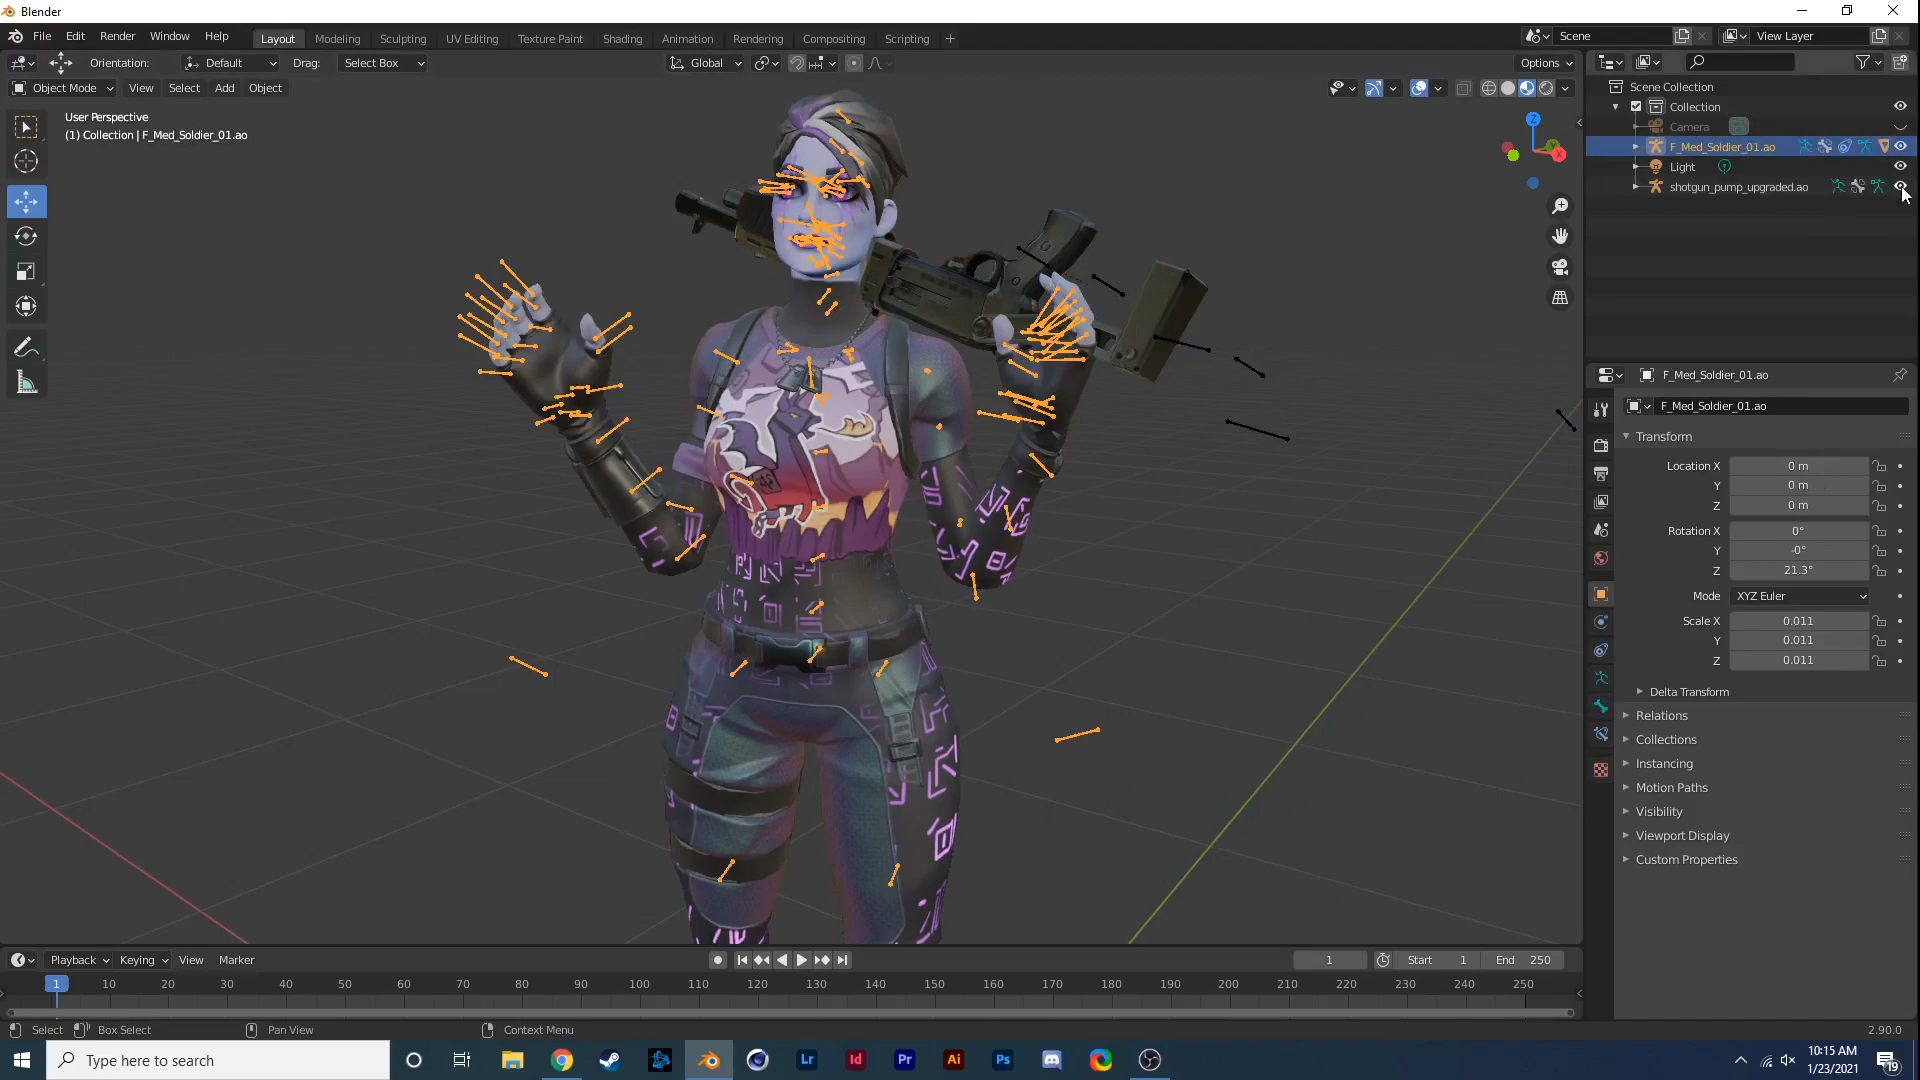 Blender
File Edit Render Window Help
Layout Modeling Sculpting UV Editing Texture Paint Shading Animation Rendering Compositing Scripting +
Scene
View Layer
Orientation: Default Drag: Select Box
Global
Options
Object Mode View Select Add Object
User Perspective
(1) Collection | F_Med_Soldier_01.ao
Z
X
Scene Collection
Collection
Camera
F_Med_Soldier_01.ao
Light
shotgun_pump_upgraded.ao
F_Med_Soldier_01.ao
F_Med_Soldier_01.ao
Transform
Location X 0 m
Y 0 m
Z 0 m
Rotation X 0°
Y -0°
Z 21.3°
Mode XYZ Euler
Scale X 0.011
Y 0.011
Z 0.011
Delta Transform
Relations
Collections
Instancing
Motion Paths
Visibility
Viewport Display
Custom Properties
Playback Keying View Marker
1 Start 1 End 250
1 10 20 30 40 50 60 70 80 90 100 110 120 130 140 150 160 170 180 190 200 210 220 230 240 250
Select Box Select Pan View Context Menu
2.90.0
Type here to search
Lr Id Pr Ai Ps
10:15 AM
1/23/2021
19